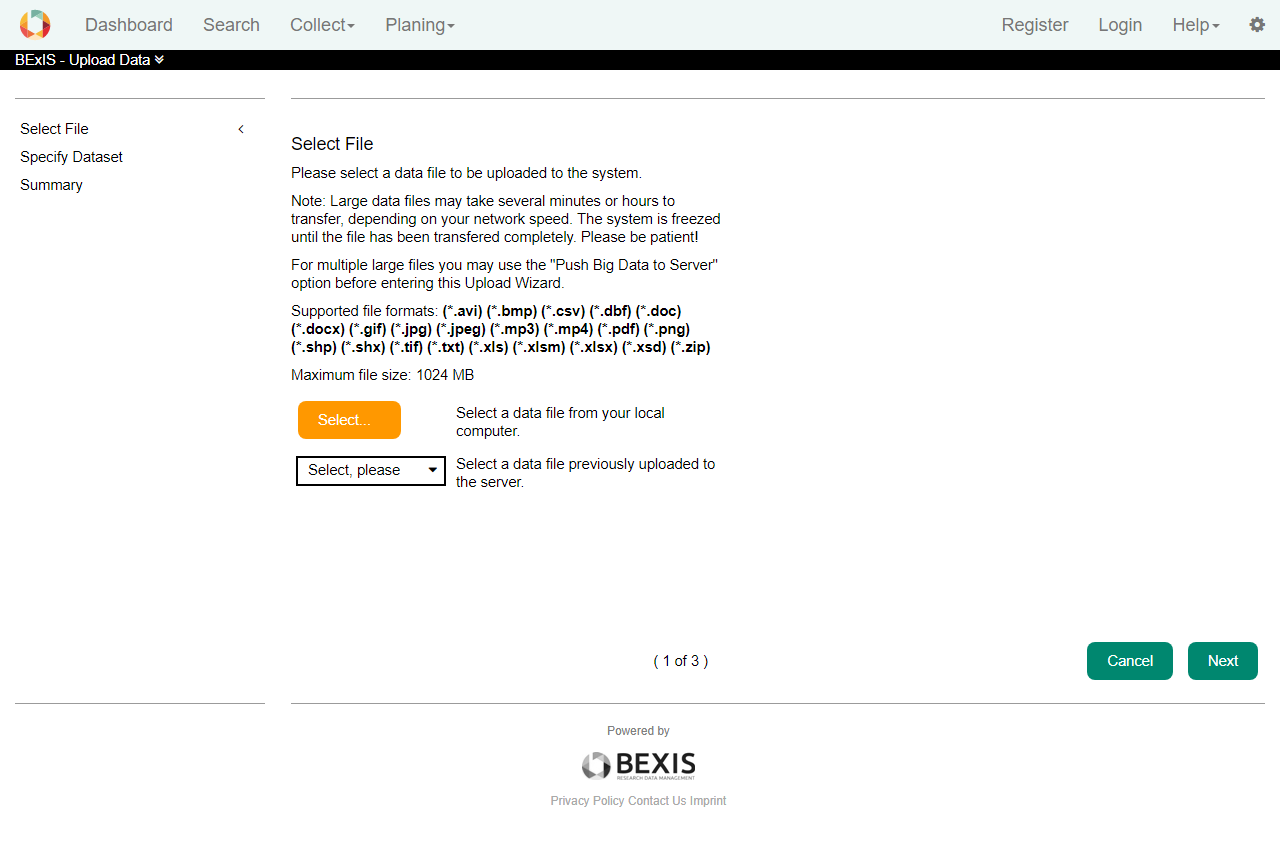 Dashboard Search Collect Planing Register Login Help
BExIS - Upload Data
Select File
Specify Dataset
Summary
Select File
Please select a data file to be uploaded to the system.
Note: Large data files may take several minutes or hours to
transfer, depending on your network speed. The system is freezed
until the file has been transfered completely. Please be patient!
For multiple large files you may use the "Push Big Data to Server"
option before entering this Upload Wizard.
Supported file formats: (*.avi) (*.bmp) (*.csv) (*.dbf) (*.doc)
(*.docx) (*.gif) (*.jpg) (*.jpeg) (*.mp3) (*.mp4) (*.pdf) (*.png)
(*.shp) (*.shx) (*.tif) (*.txt) (*.xls) (*.xlsm) (*.xlsx) (*.xsd) (*.zip)
Maximum file size: 1024 MB
Select...
Select a data file from your local
computer.
Select, please
Select a data file previously uploaded to
the server.
( 1 of 3 )
Cancel Next
Powered by
BEXIS
RESEARCH DATA MANAGEMENT
Privacy Policy Contact Us Imprint